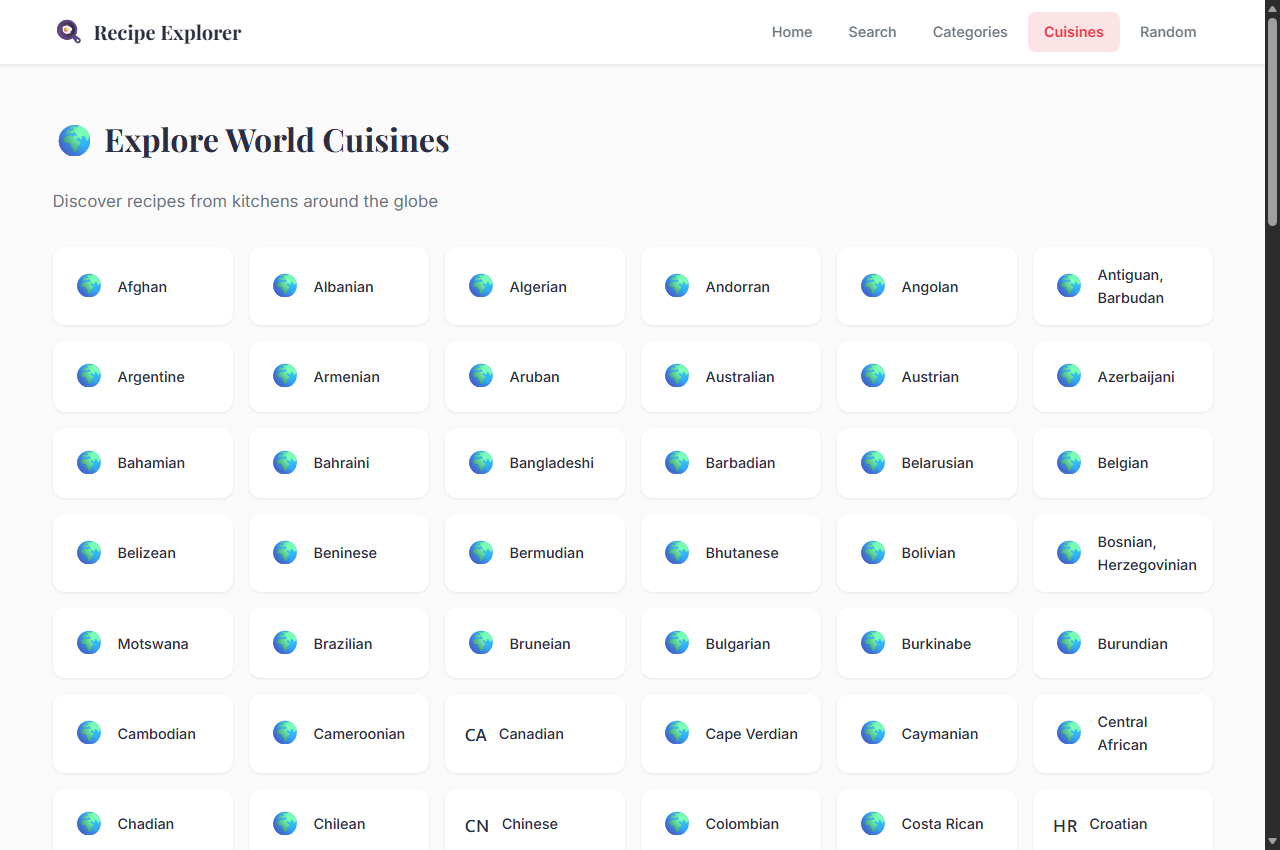 Recipe Explorer
Home
Search
Categories
Cuisines
Random
Explore World Cuisines
Discover recipes from kitchens around the globe
Afghan
Albanian
Algerian
Andorran
Angolan
Antiguan,
Barbudan
Argentine
Armenian
Aruban
Australian
Austrian
Azerbaijani
Bahamian
Bahraini
Bangladeshi
Barbadian
Belarusian
Belgian
Belizean
Beninese
Bermudian
Bhutanese
Bolivian
Bosnian,
Herzegovinian
Motswana
Brazilian
Bruneian
Bulgarian
Burkinabe
Burundian
Cambodian
Cameroonian
CA Canadian
Cape Verdian
Caymanian
Central
African
Chadian
Chilean
CN Chinese
Colombian
Costa Rican
HR Croatian